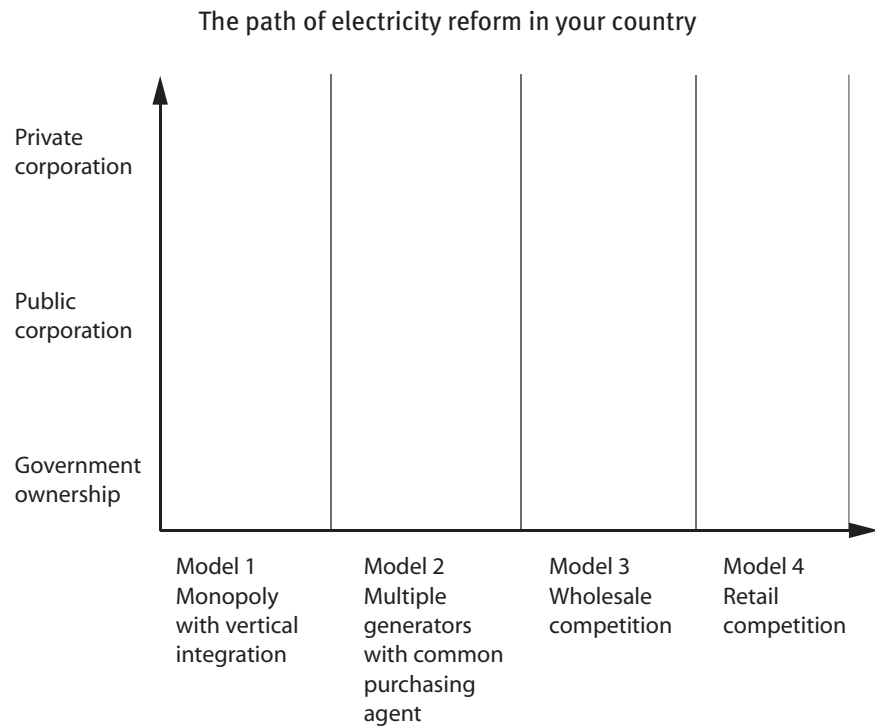 The path of electricity reform in your country
Private
corporation
Public
corporation
Government
ownership
Model 1
Monopoly
with vertical
integration
Model 2
Multiple
generators
with common
purchasing
agent
Model 3
Wholesale
competition
Model 4
Retail
competition